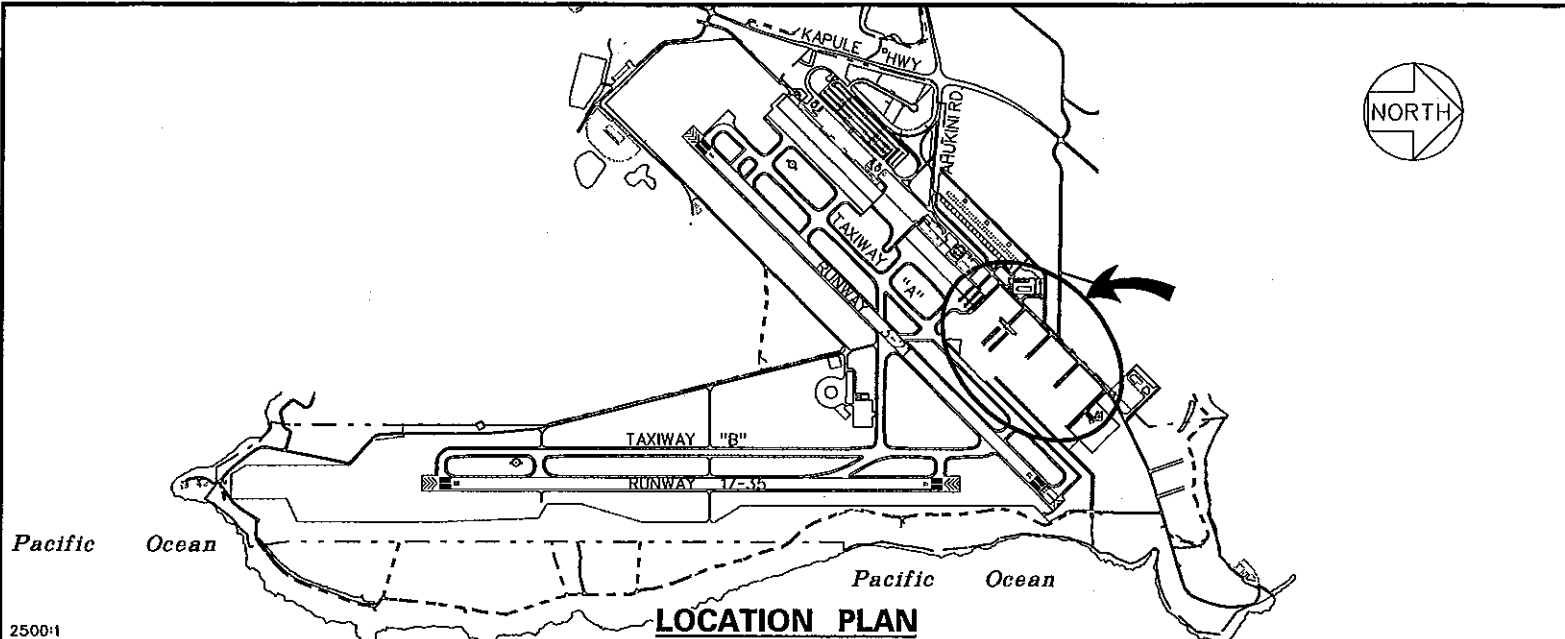 KAPULE HWY
AHUKINI RD.
NORTH
TAXIWAY "A"
RUNWAY
TAXIWAY "B"
RUNWAY 17-35
Pacific Ocean
Pacific Ocean
LOCATION PLAN
2500:1